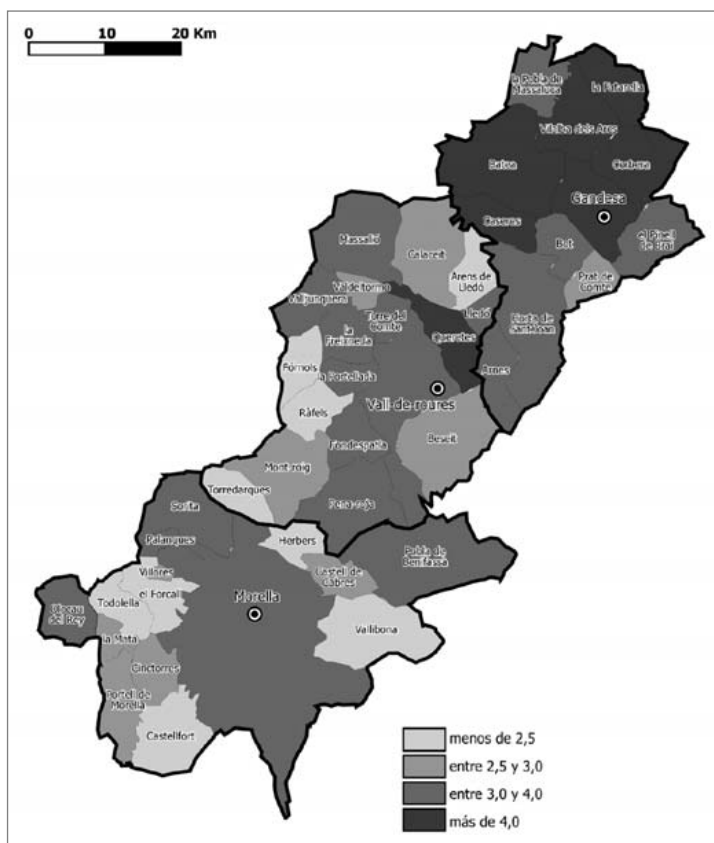 0 10 20 Km
la Pobla de
Massaluca
la Fatarella
Vilalba dels Arcs
Batea
Corbera
Gandesa
Caseres
Bot
el Pinell
de Brai
Prat de
Comte
Massalió
Calaceit
Arens de
Lledó
Valdeltormo
Valljunquera
Torre del
Comte
Lledó
la
Freixneda
Queretes
Horta de
Sant Joan
Arnes
Fórnols
la Portellada
Vall-de-roures
Ràfels
Fondespatla
Beseit
Mont-roig
Torredarques
Pena-roja
Sorita
Herbers
Palanques
Pobla de
Benifassà
Castell de
Cabres
Villores
el Forcall
Todolella
Morella
Olocau
del Rey
Vallibona
la Mata
Cinctorres
Portell de
Morella
Castellfort
menos de 2,5
entre 2,5 y 3,0
entre 3,0 y 4,0
más de 4,0